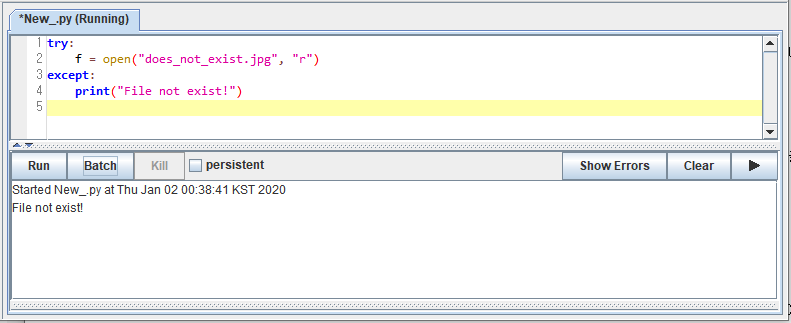 *New_.py (Running)
1 try:
2     f = open("does_not_exist.jpg", "r")
3 except:
4     print("File not exist!")
5
Run Batch Kill persistent Show Errors Clear
Started New_.py at Thu Jan 02 00:38:41 KST 2020
File not exist!